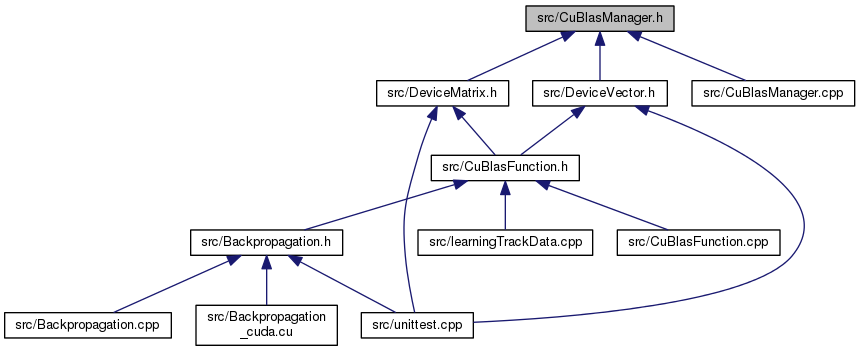 src/CuBlasManager.h
src/DeviceMatrix.h
src/DeviceVector.h
src/CuBlasManager.cpp
src/CuBlasFunction.h
src/Backpropagation.h
src/learningTrackData.cpp
src/CuBlasFunction.cpp
src/Backpropagation.cpp
src/Backpropagation
_cuda.cu
src/unittest.cpp